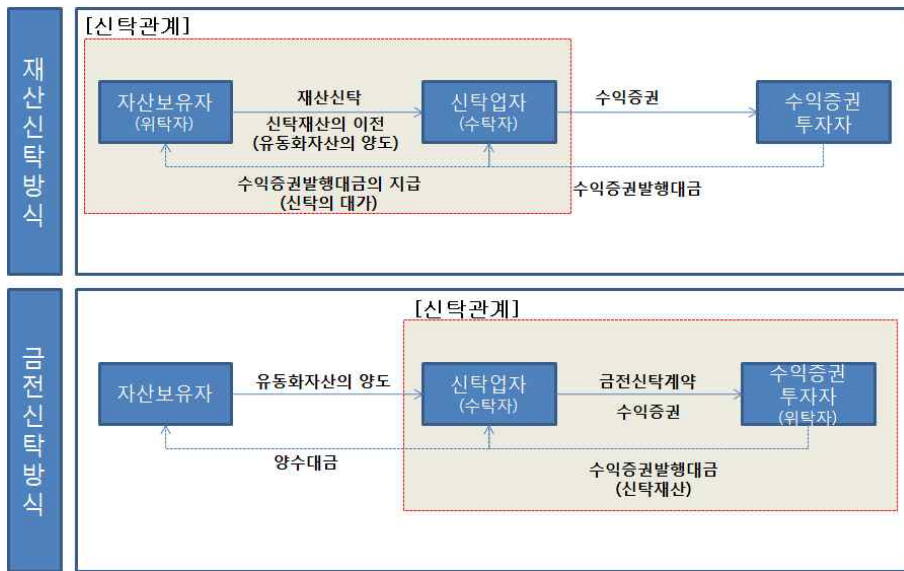 재산신탁방식
[신탁관계]
자산보유자
(위탁자)
재산신탁
신탁재산의 이전
(유동화자산의 양도)
신탁업자
(수탁자)
수익증권
수익증권
투자자
수익증권발행대금의 지급
(신탁의 대가)
수익증권발행대금
금전신탁방식
[신탁관계]
자산보유자
유동화자산의 양도
신탁업자
(수탁자)
금전신탁계약
수익증권
수익증권
투자자
(위탁자)
양수대금
수익증권발행대금
(신탁재산)